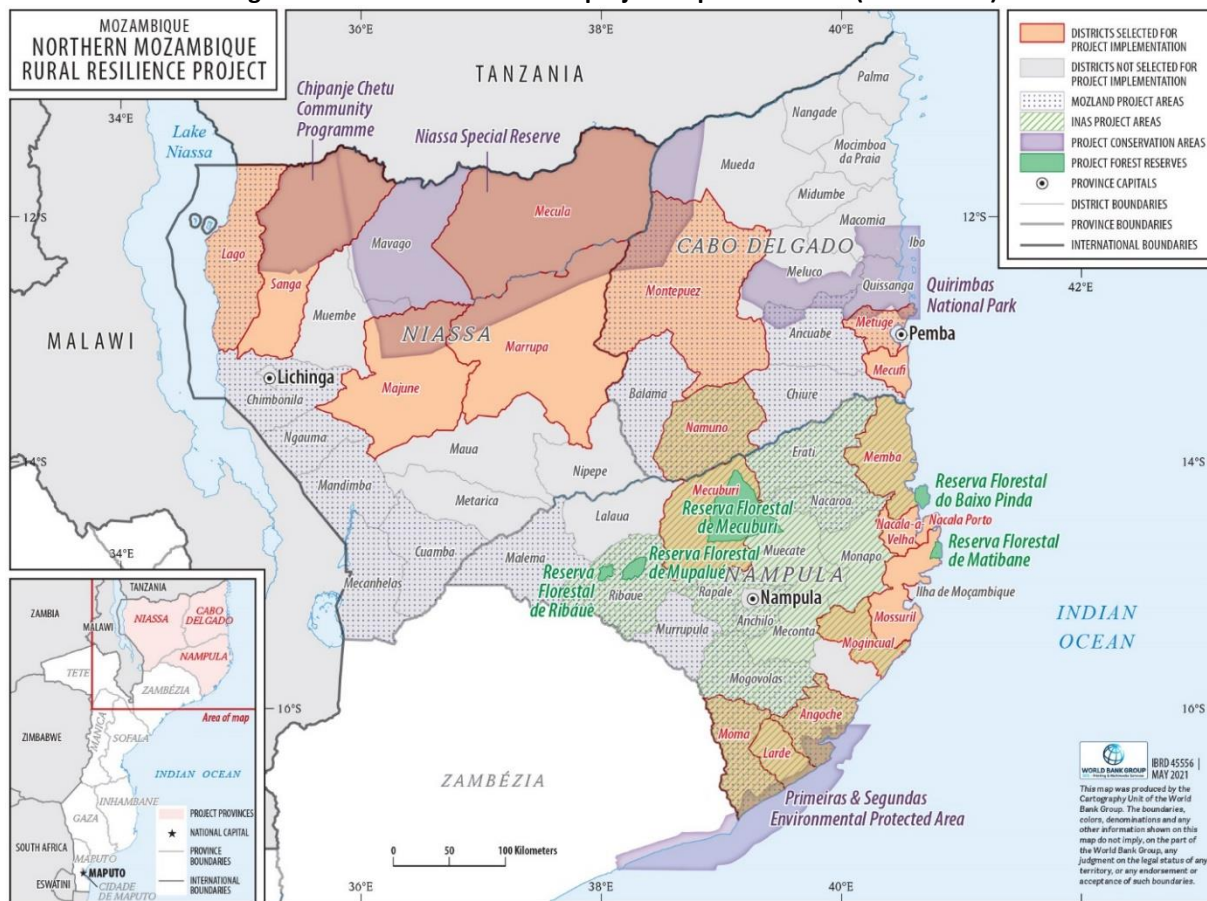 MOZAMBIQUE
NORTHERN MOZAMBIQUE
RURAL RESILIENCE PROJECT
DISTRICTS SELECTED FOR
PROJECT IMPLEMENTATION
DISTRICTS NOT SELECTED FOR
PROJECT IMPLEMENTATION
MOZLAND PROJECT AREAS
INAS PROJECT AREAS
PROJECT CONSERVATION AREAS
PROJECT FOREST RESERVES
PROVINCE CAPITALS
DISTRICT BOUNDARIES
PROVINCE BOUNDARIES
INTERNATIONAL BOUNDARIES
36°E
38°E
40°E
34°E
12°S
12°S
42°E
14°S
14°S
34°E
16°S
16°S
36°E
38°E
40°E
TANZANIA
MALAWI
Lake
Niassa
Chipanje Chetu
Community
Programme
Niassa Special Reserve
Palma
Nangade
Mocimboa
da Praia
Mueda
Midumbe
Macomia
CABO DELGADO
Ibo
Meluco
Quissanga
Quirimbas
National Park
Mecula
Mavago
Lago
Sanga
Muembe
NIASSA
Montepuez
Marrupa
Majune
Ancuabe
Metuge
Pemba
Mecufi
Lichinga
Chimbonila
Balama
Chiure
Ngauma
Namuno
Maua
Nipepe
Mandimba
Metarica
Erati
Memba
Mecuburi
Reserva Florestal
de Mecuburi
Nacaroa
Reserva Florestal
do Baixo Pinda
Lalaua
Nacala-a
Velha
Nacala Porto
Cuamba
Malema
Mecanhelas
Muecate
Monapo
Reserva Florestal
de Matibane
Reserva Florestal
de Mupalué
Reserva
Florestal
de Ribaué
Ribaue
NAMPULA
Rapale
Nampula
Ilha de Moçambique
Murrupula
Anchilo
Meconta
Mossuril
Mogincual
Mogovolas
INDIAN
OCEAN
Angoche
Moma
Larde
ZAMBÉZIA
Primeiras & Segundas
Environmental Protected Area
0 50 100 Kilometers
TANZANIA
ZAMBIA
MALAWI
NIASSA
CABO
DELGADO
NAMPULA
TETE
ZAMBÉZIA
Area of map
ZIMBABWE
MANICA
SOFALA
INDIAN OCEAN
INHAMBANE
GAZA
SOUTH AFRICA
MAPUTO
MAPUTO
CIDADE
DE MAPUTO
ESWATINI
PROJECT PROVINCES
NATIONAL CAPITAL
PROVINCE
BOUNDARIES
INTERNATIONAL
BOUNDARIES
WORLD BANK GROUP
IBRD 45556 |
MAY 2021
This map was produced by the
Cartography Unit of the World
Bank Group. The boundaries,
colors, denominations and any
other information shown on this
map do not imply, on the part of
the World Bank Group, any
judgment on the legal status of any
territory, or any endorsement or
acceptance of such boundaries.